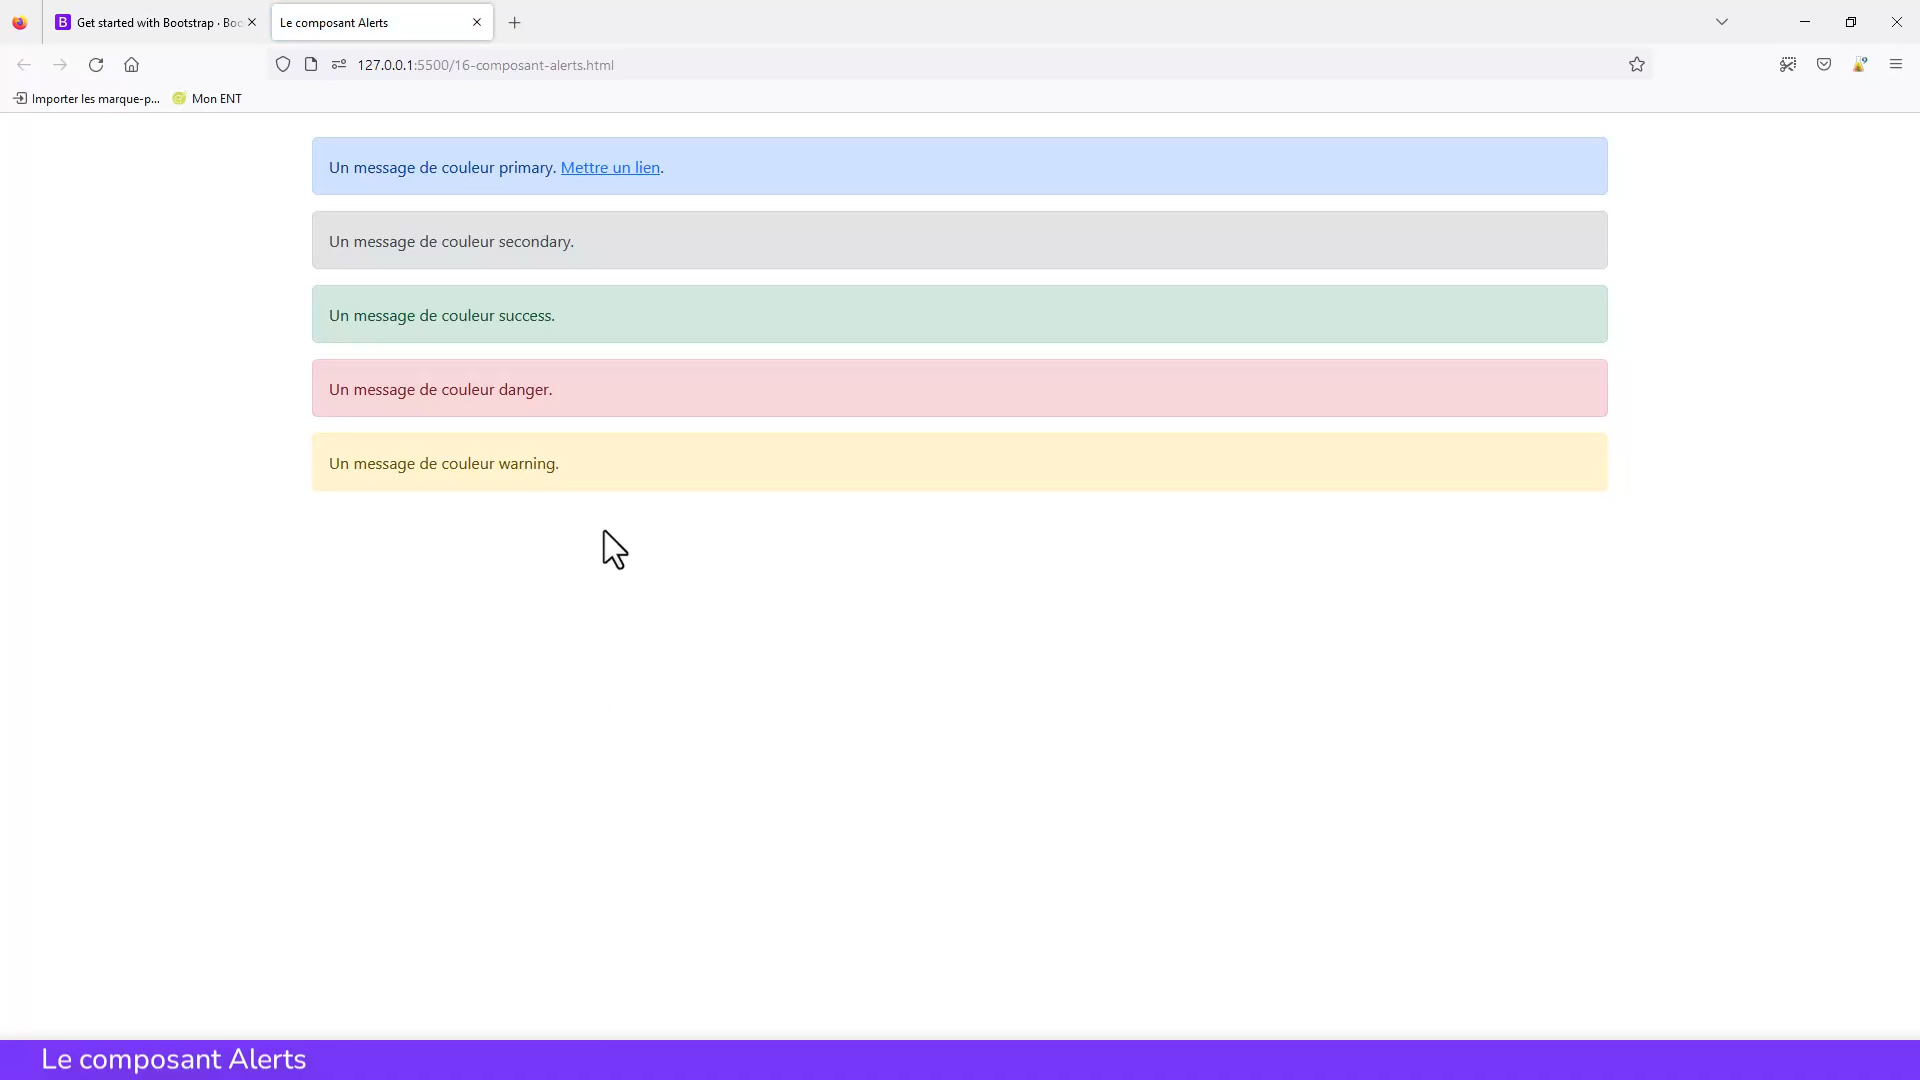 Get started with Bootstrap · Boo
Le composant Alerts
127.0.0.1:5500/16-composant-alerts.html
Importer les marque-p...
Mon ENT
Un message de couleur primary. Mettre un lien.
Un message de couleur secondary.
Un message de couleur success.
Un message de couleur danger.
Un message de couleur warning.
Le composant Alerts